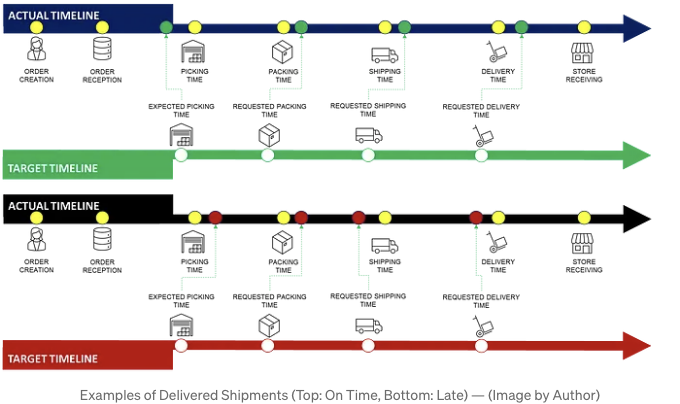 ACTUAL TIMELINE
ORDER
CREATION
ORDER
RECEPTION
PICKING
TIME
PACKING
TIME
SHIPPING
TIME
DELIVERY
TIME
STORE
RECEIVING
EXPECTED PICKING
TIME
REQUESTED PACKING
TIME
REQUESTED SHIPPING
TIME
REQUESTED DELIVERY
TIME
TARGET TIMELINE
ACTUAL TIMELINE
ORDER
CREATION
ORDER
RECEPTION
PICKING
TIME
PACKING
TIME
SHIPPING
TIME
DELIVERY
TIME
STORE
RECEIVING
EXPECTED PICKING
TIME
REQUESTED PACKING
TIME
REQUESTED SHIPPING
TIME
REQUESTED DELIVERY
TIME
TARGET TIMELINE
Examples of Delivered Shipments (Top: On Time, Bottom: Late) — (Image by Author)